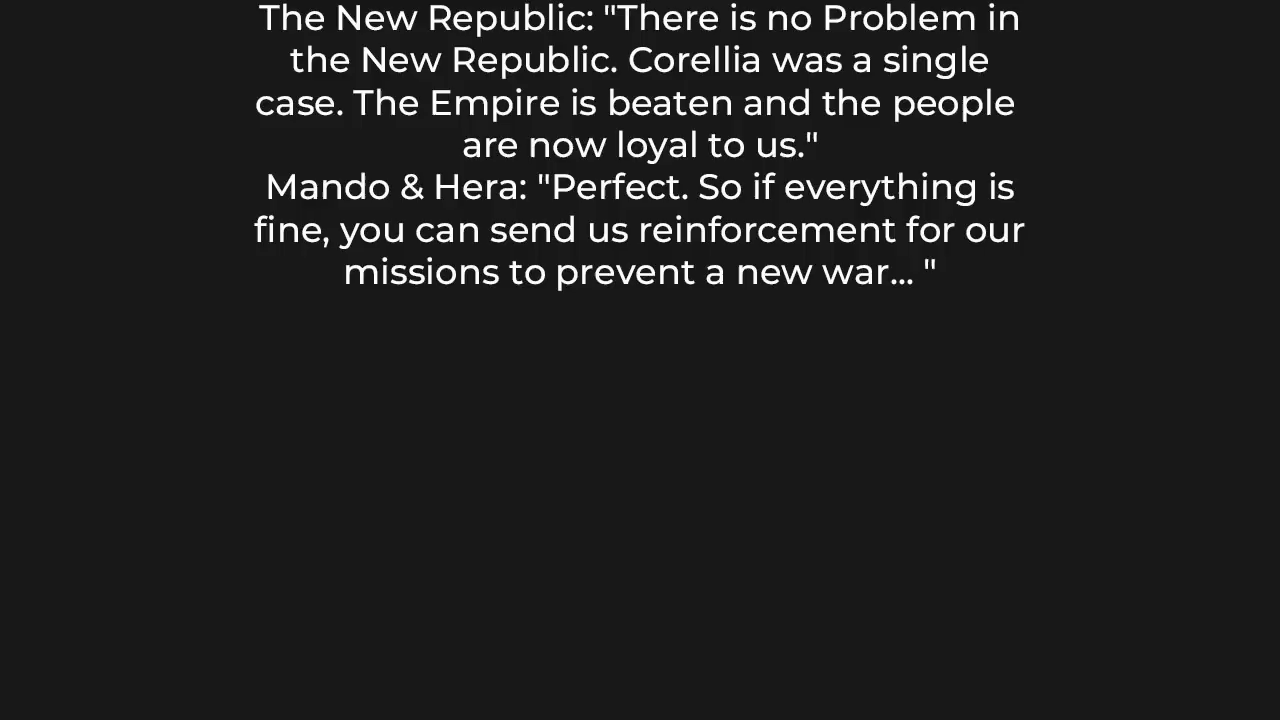 The New Republic: "There is no Problem in
the New Republic. Corellia was a single
case. The Empire is beaten and the people
are now loyal to us."
Mando & Hera: "Perfect. So if everything is
fine, you can send us reinforcement for our
missions to prevent a new war... "